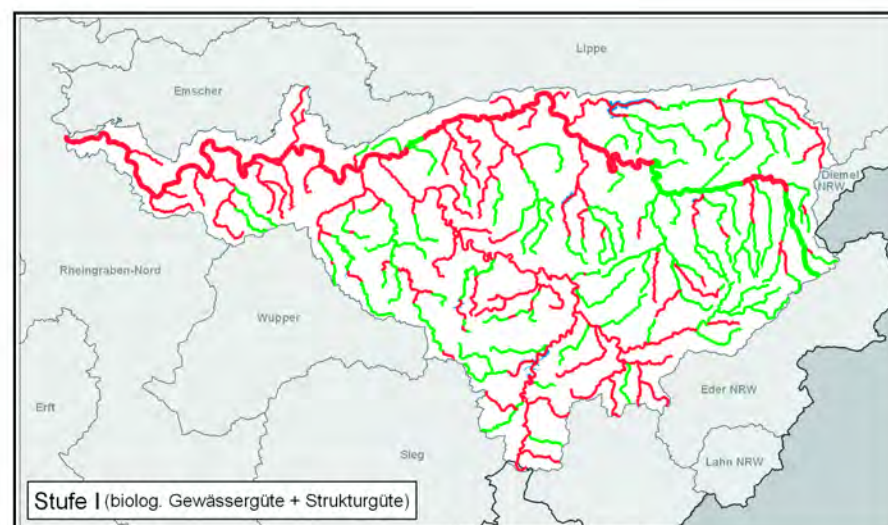 Lippe
Emscher
Diemel
NRW
Rheingraben-Nord
Wupper
Eder NRW
Erft
Sieg
Lahn NRW
Stufe I (biolog. Gewässergüte + Strukturgüte)